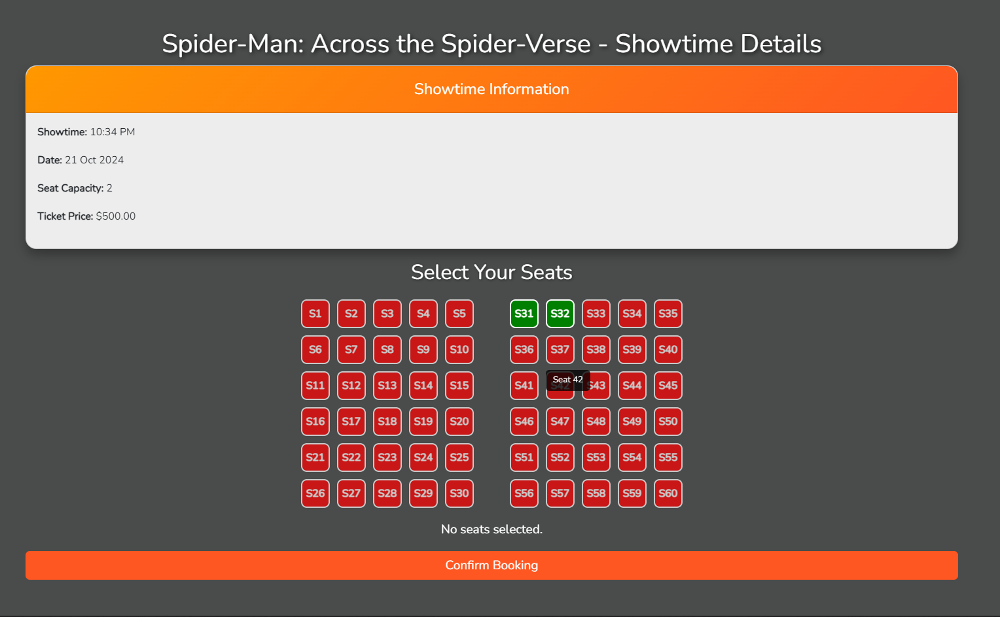 Spider-Man: Across the Spider-Verse - Showtime Details
Showtime Information
Showtime: 10:34 PM
Date: 21 Oct 2024
Seat Capacity: 2
Ticket Price: $500.00
Select Your Seats
S1 S2 S3 S4 S5 S31 S32 S33 S34 S35
S6 S7 S8 S9 S10 S36 S37 S38 S39 S40
Seat 42
S11 S12 S13 S14 S15 S41 S42 S43 S44 S45
S16 S17 S18 S19 S20 S46 S47 S48 S49 S50
S21 S22 S23 S24 S25 S51 S52 S53 S54 S55
S26 S27 S28 S29 S30 S56 S57 S58 S59 S60
No seats selected.
Confirm Booking